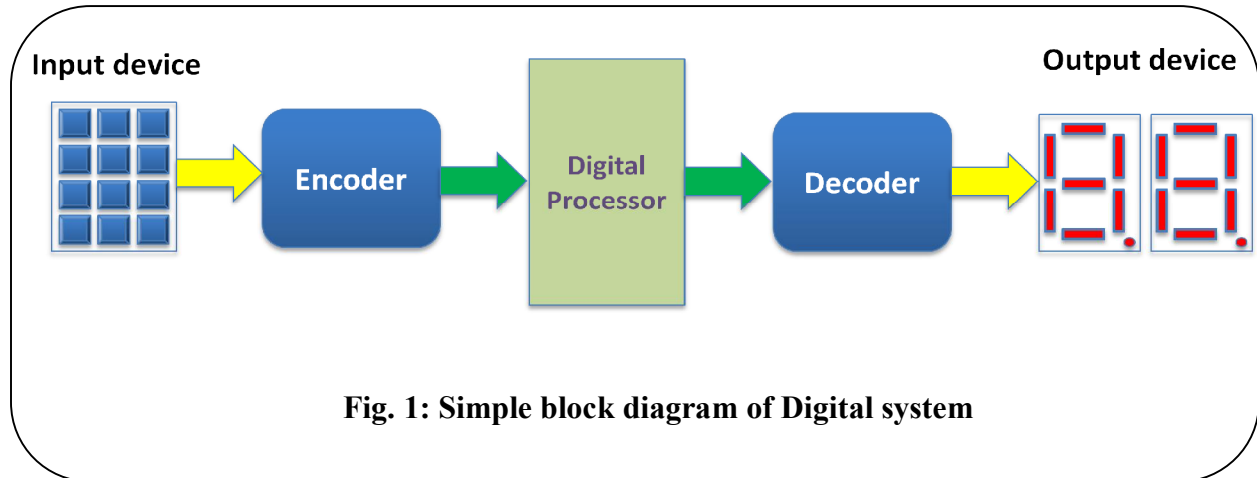 Input device
Output device
Encoder
Digital
Processor
Decoder
Fig. 1: Simple block diagram of Digital system